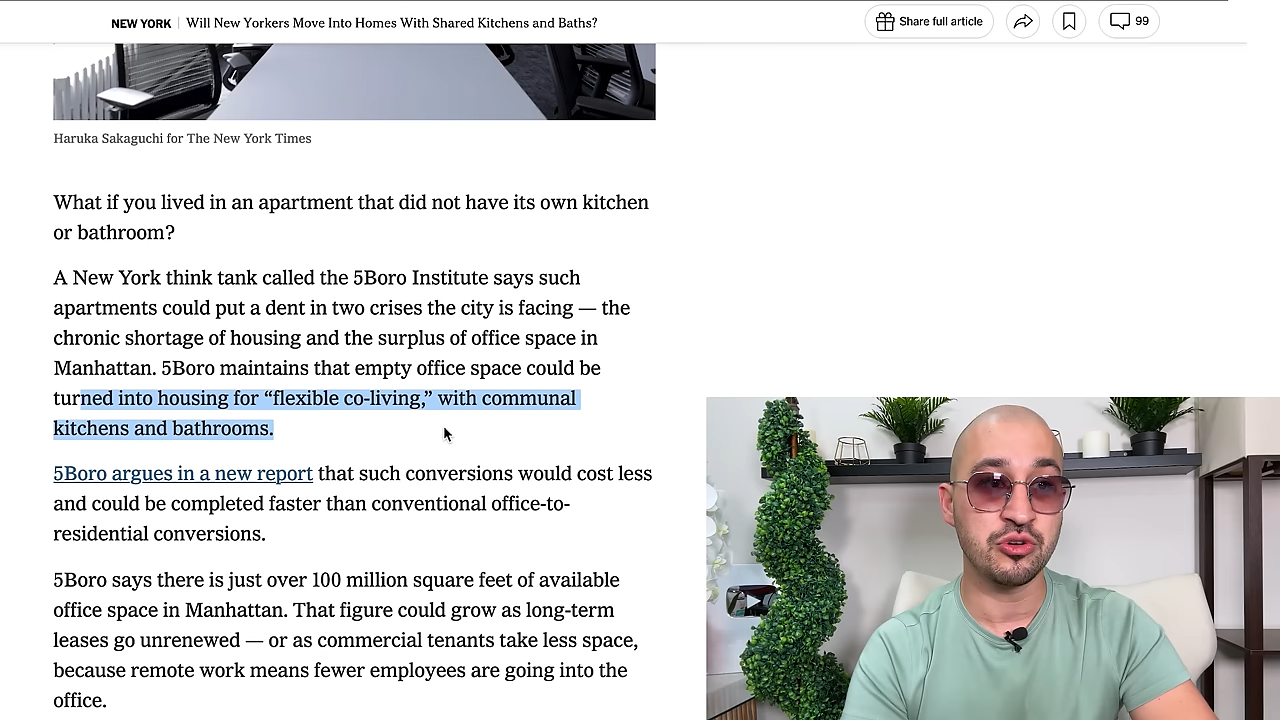 NEW YORK Will New Yorkers Move Into Homes With Shared Kitchens and Baths?
Share full article
99
Haruka Sakaguchi for The New York Times
What if you lived in an apartment that did not have its own kitchen
or bathroom?
A New York think tank called the 5Boro Institute says such
apartments could put a dent in two crises the city is facing — the
chronic shortage of housing and the surplus of office space in
Manhattan. 5Boro maintains that empty office space could be
turned into housing for “flexible co-living,” with communal
kitchens and bathrooms.
5Boro argues in a new report that such conversions would cost less
and could be completed faster than conventional office-to-
residential conversions.
5Boro says there is just over 100 million square feet of available
office space in Manhattan. That figure could grow as long-term
leases go unrenewed — or as commercial tenants take less space,
because remote work means fewer employees are going into the
office.